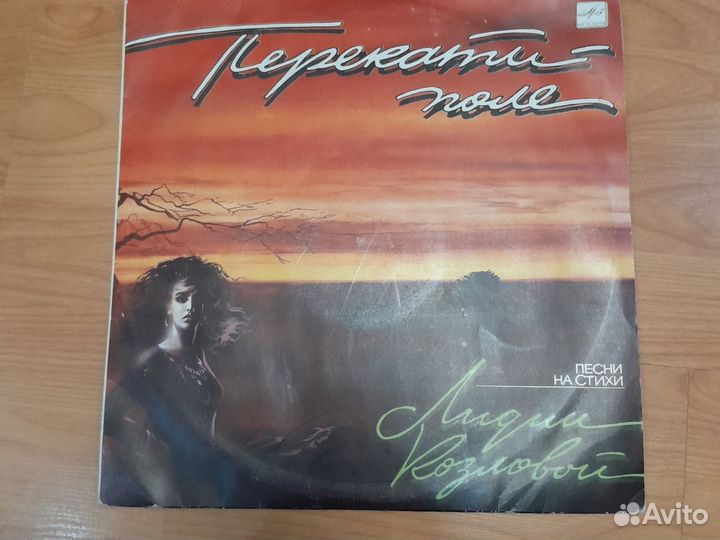 Перекати-
поле
ПЕСНИ
НА СТИХИ
Лидии
Козловой
Avito